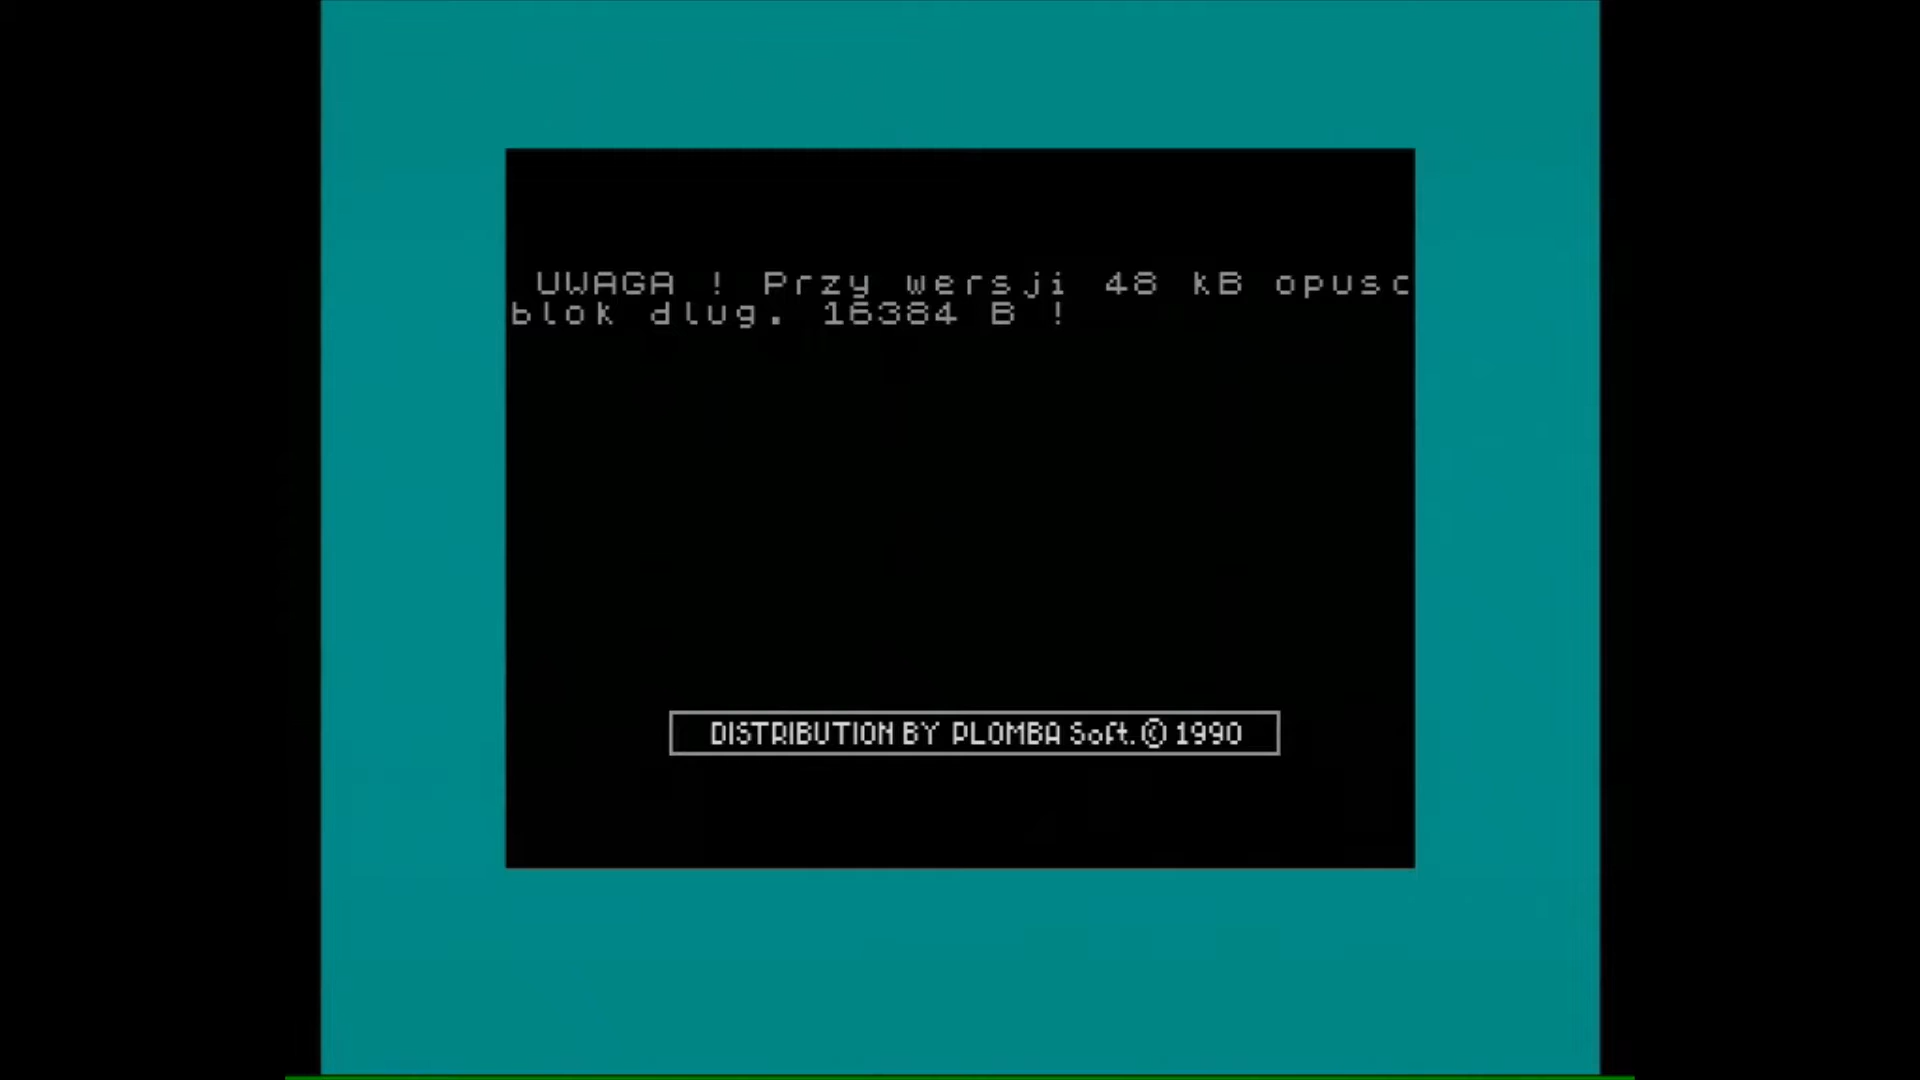 UWAGA ! Przy wersji 48 kB opusc
blok dlug. 16384 B !
DISTRIBUTION BY PLOMBA Soft. © 1990